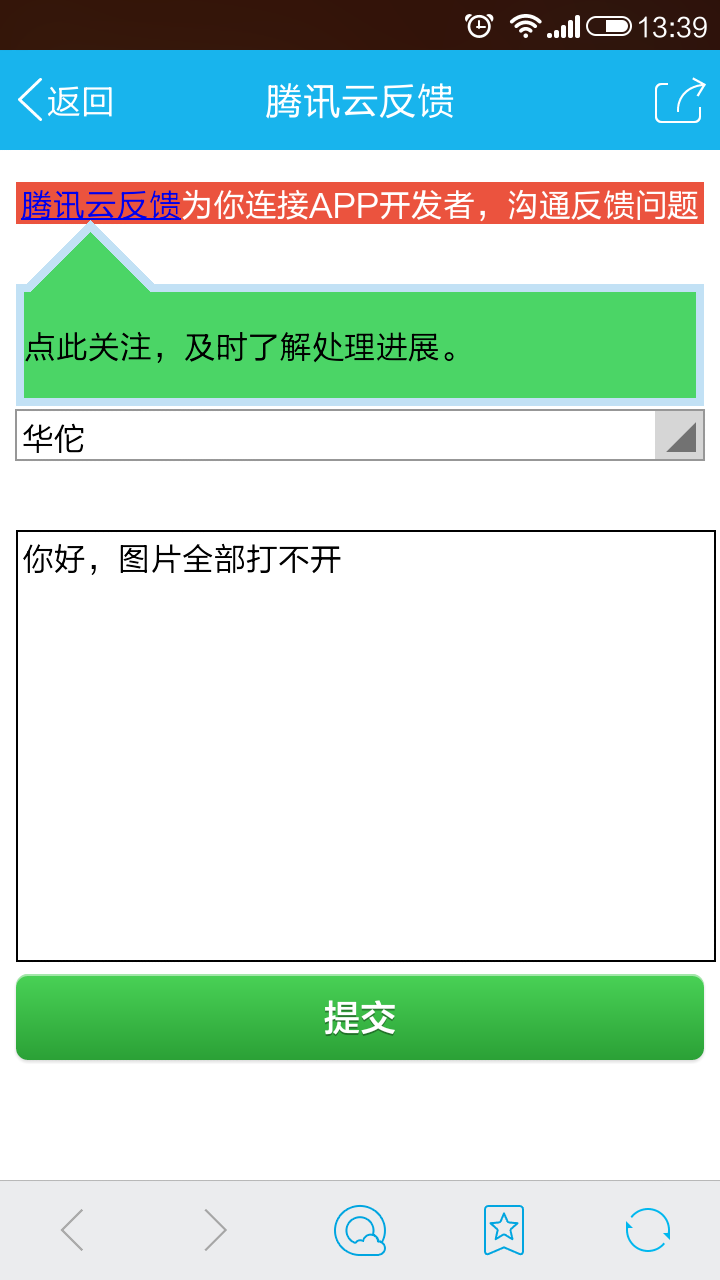 13:39
返回
腾讯云反馈
腾讯云反馈为你连接APP开发者，沟通反馈问题
点此关注，及时了解处理进展。
华佗
你好，图片全部打不开
提交